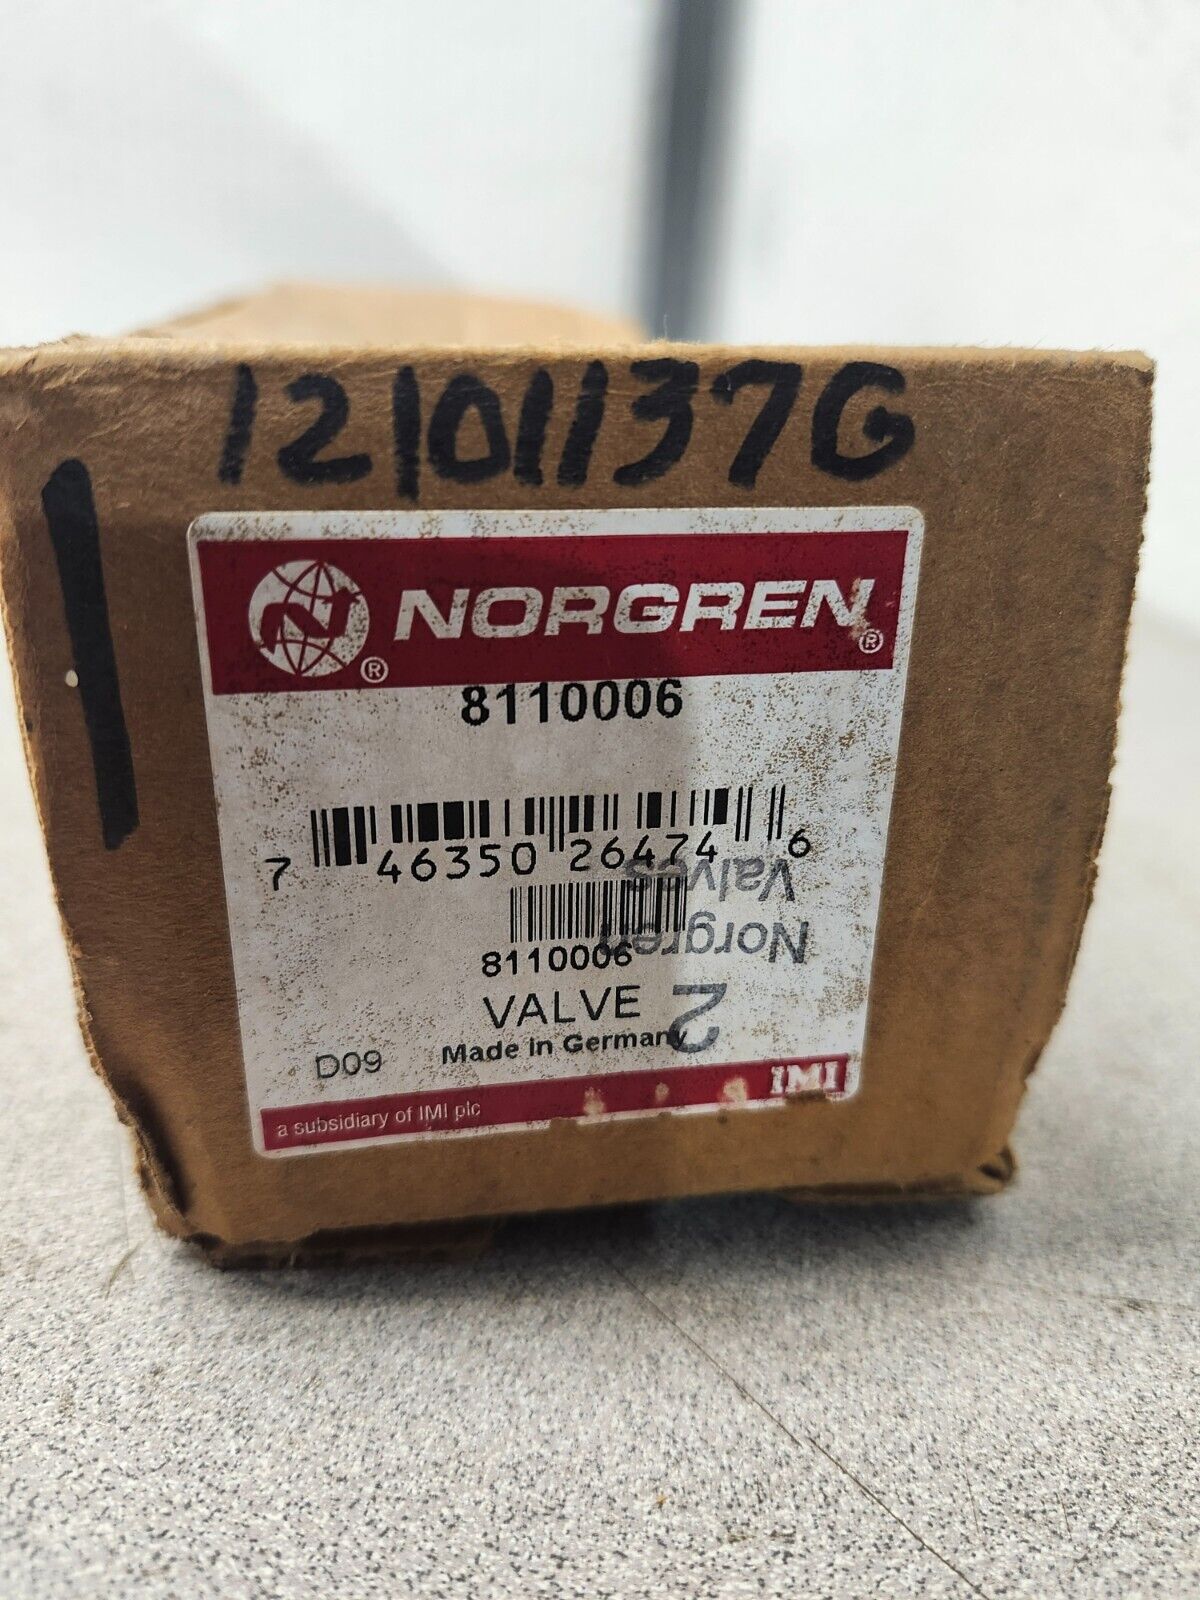 12101137G
NORGREN®
®
8110006
7 46350 26474 6
8110006
VALVE
D09 Made in Germany
IMI
a subsidiary of IMI plc
2
Norgren
Valves